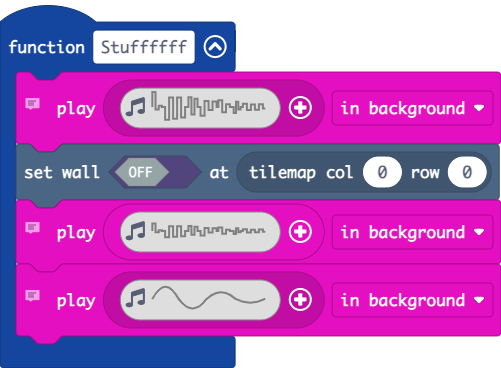 function Stuffffff
play in background
set wall OFF at tilemap col 0 row 0
play in background
play in background